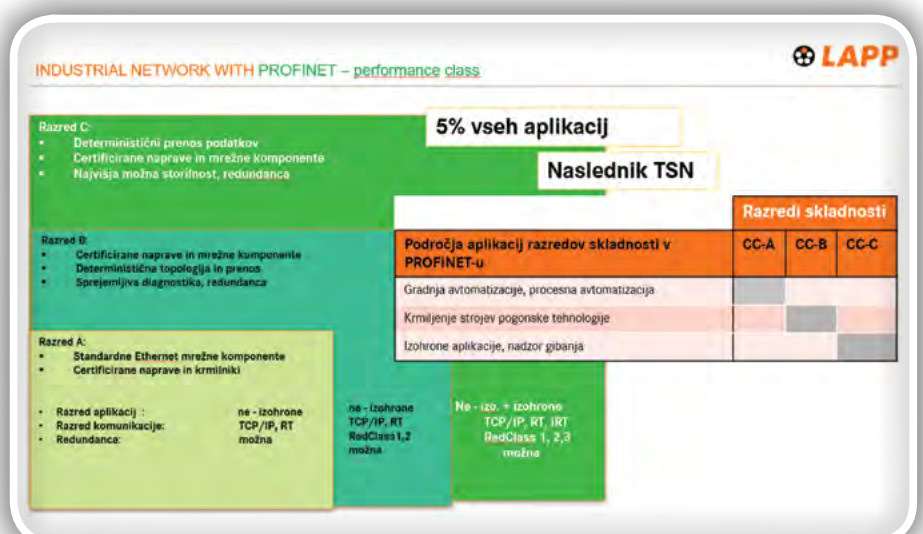 LAPP
INDUSTRIAL NETWORK WITH PROFINET – performance class
Razred C:
• Deterministični prenos podatkov
• Certificirane naprave in mrežne komponente
• Najvišja možna storilnost, redundanca
5% vseh aplikacij
Naslednik TSN
Razredi skladnosti
Področja aplikacij razredov skladnosti v
PROFINET-u
CC-A CC-B CC-C
Gradnja avtomatizacije, procesna avtomatizacija
Krmiljenje strojev pogonske tehnologije
Izohrone aplikacije, nadzor gibanja
Razred B:
• Certificirane naprave in mrežne komponente
• Deterministična topologija in prenos
• Sprejemljiva diagnostika, redundanca
Razred A:
• Standardne Ethernet mrežne komponente
• Certificirane naprave in krmilniki
• Razred aplikacij : ne - izohrone
• Razred komunikacije: TCP/IP, RT
• Redundanca: možna
ne - izohrone
TCP/IP, RT
RedClass1,2
možna
Ne - izo. + izohrone
TCP/IP, RT, IRT
RedClass 1, 2,3
možna